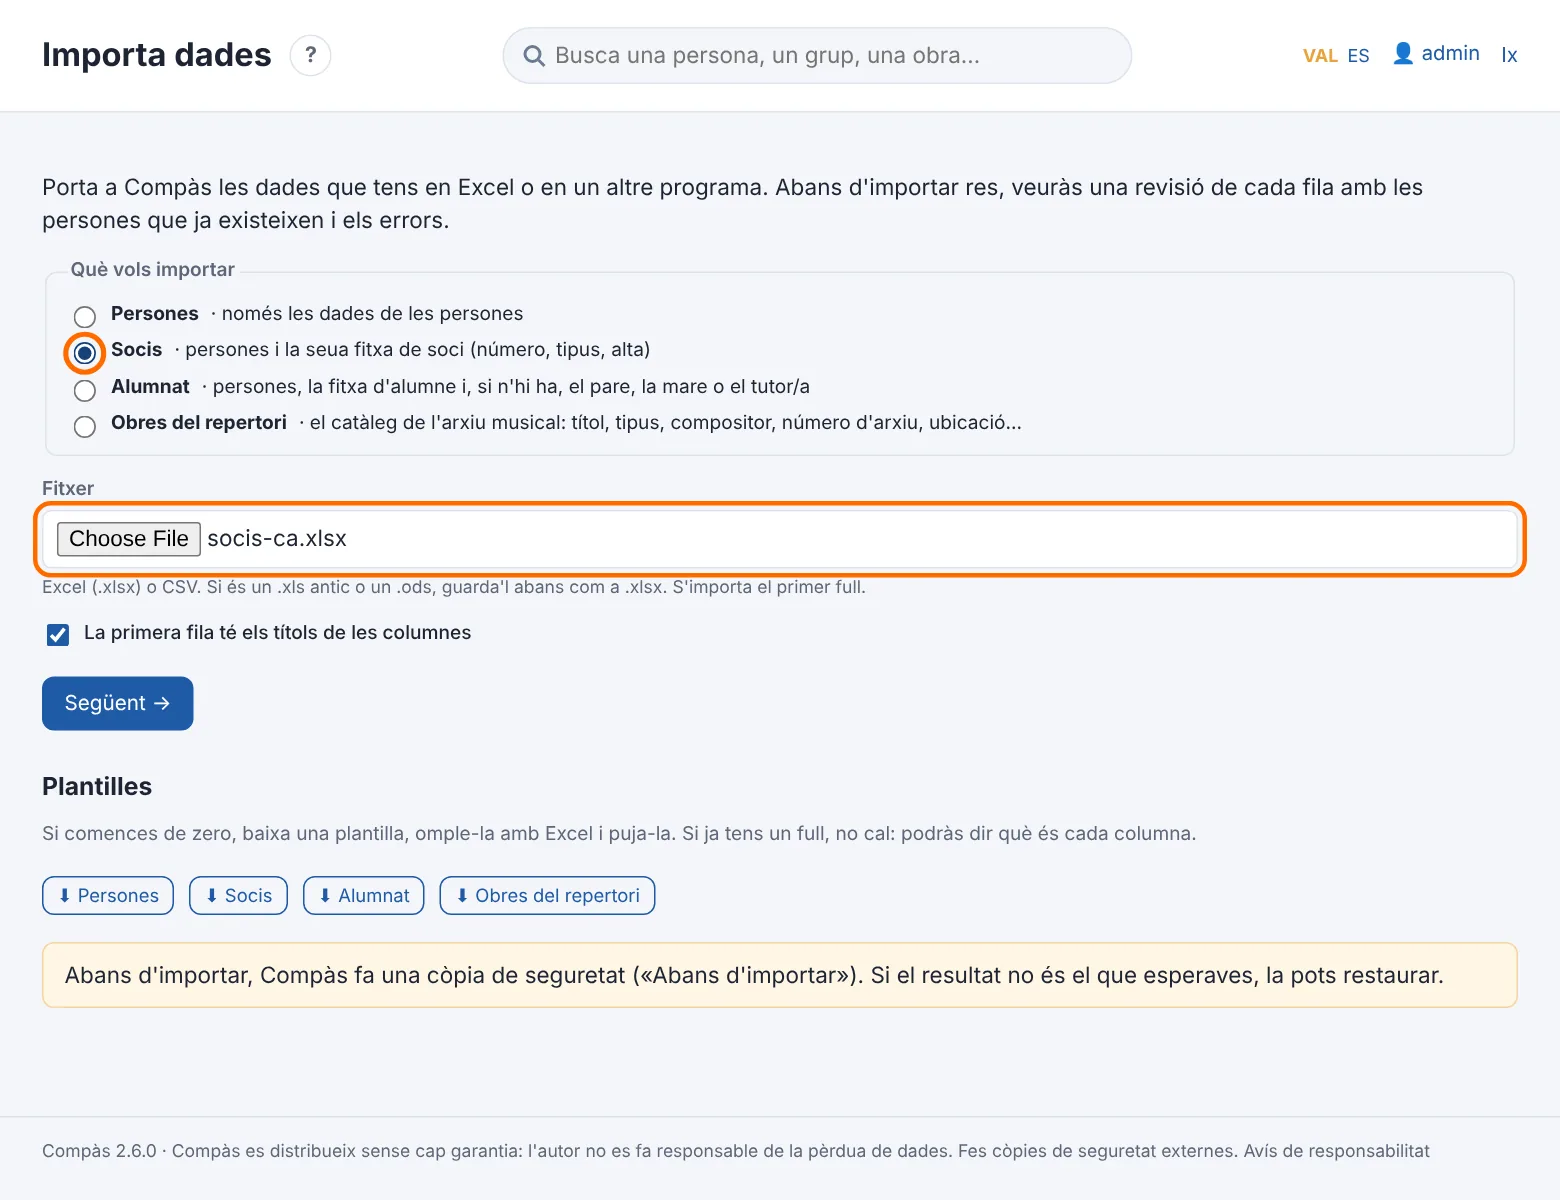 Importa dades
?
Busca una persona, un grup, una obra...
VAL ES
admin
Ix
Porta a Compàs les dades que tens en Excel o en un altre programa. Abans d'importar res, veuràs una revisió de cada fila amb les
persones que ja existeixen i els errors.
Què vols importar
Persones · només les dades de les persones
Socis · persones i la seua fitxa de soci (número, tipus, alta)
Alumnat · persones, la fitxa d'alumne i, si n'hi ha, el pare, la mare o el tutor/a
Obres del repertori · el catàleg de l'arxiu musical: títol, tipus, compositor, número d'arxiu, ubicació...
Fitxer
Choose File socis-ca.xlsx
Excel (.xlsx) o CSV. Si és un .xls antic o un .ods, guarda'l abans com a .xlsx. S'importa el primer full.
La primera fila té els títols de les columnes
Següent →
Plantilles
Si comences de zero, baixa una plantilla, omple-la amb Excel i puja-la. Si ja tens un full, no cal: podràs dir què és cada columna.
⬇ Persones ⬇ Socis ⬇ Alumnat ⬇ Obres del repertori
Abans d'importar, Compàs fa una còpia de seguretat («Abans d'importar»). Si el resultat no és el que esperaves, la pots restaurar.
Compàs 2.6.0 · Compàs es distribueix sense cap garantia: l'autor no es fa responsable de la pèrdua de dades. Fes còpies de seguretat externes. Avís de responsabilitat